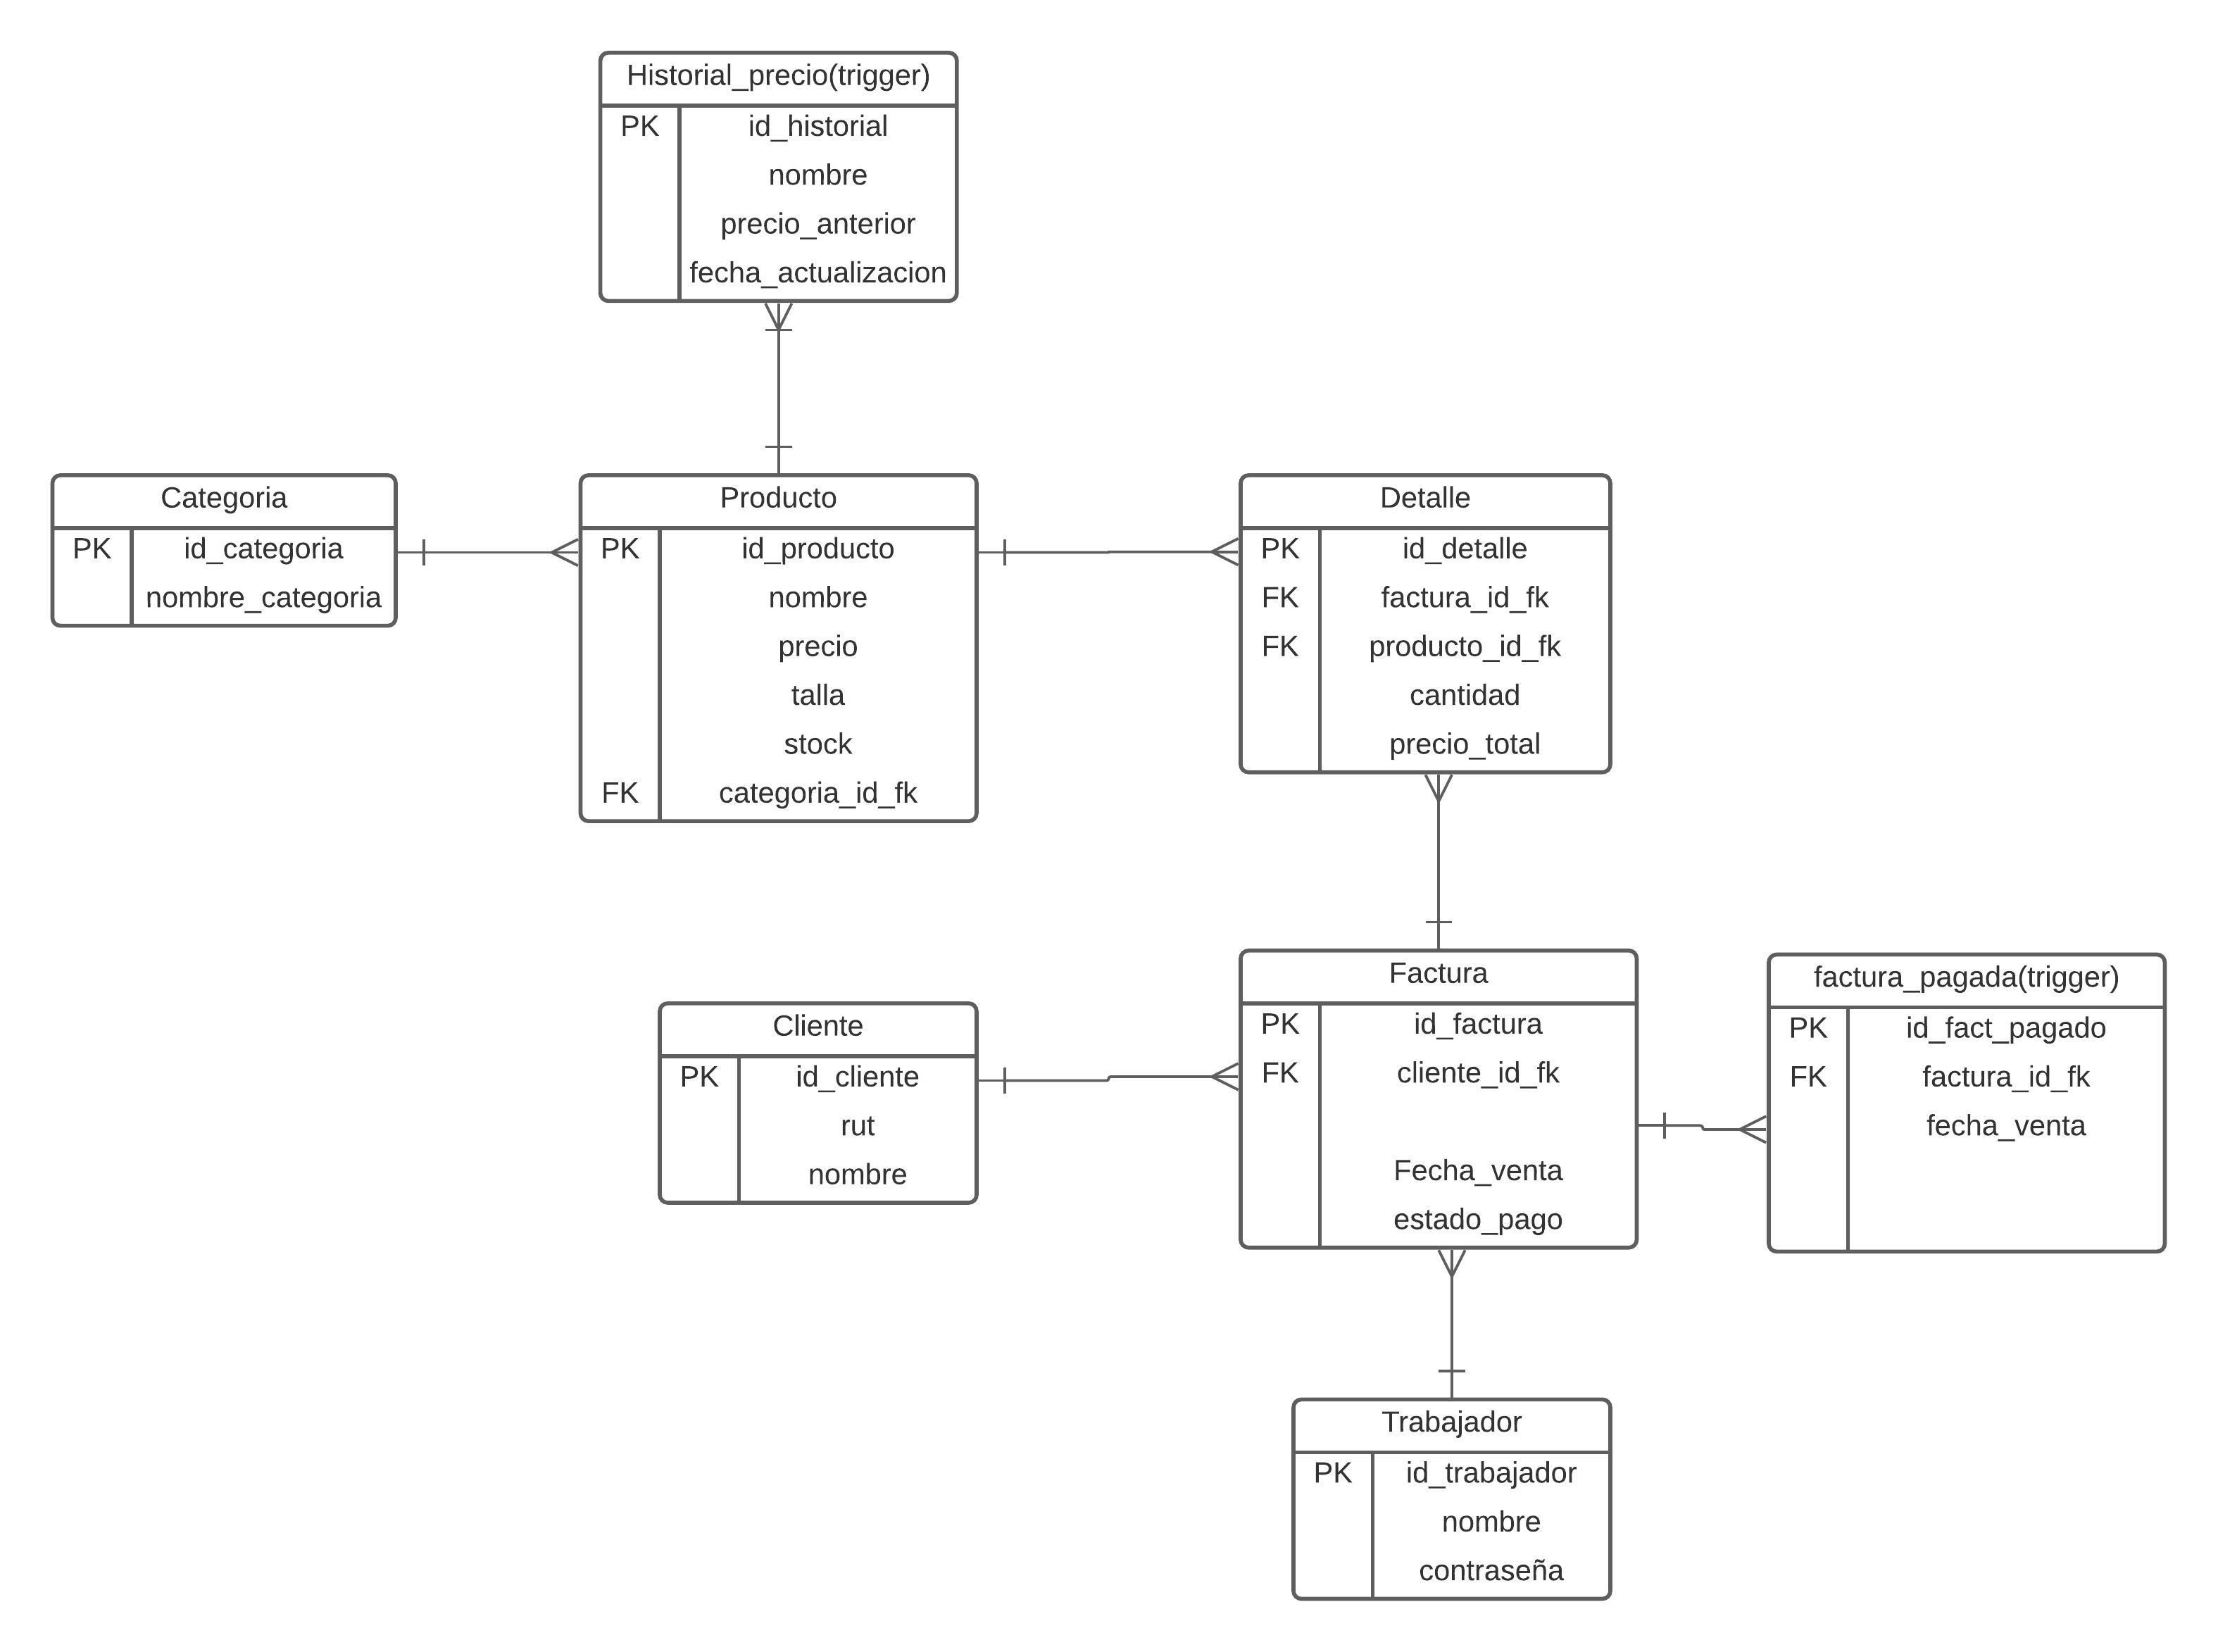 Historial_precio(trigger)
PK id_historial
nombre
precio_anterior
fecha_actualizacion
Categoria
PK id_categoria
nombre_categoria
Producto
PK id_producto
nombre
precio
talla
stock
FK categoria_id_fk
Detalle
PK id_detalle
FK factura_id_fk
FK producto_id_fk
cantidad
precio_total
Cliente
PK id_cliente
rut
nombre
Factura
PK id_factura
FK cliente_id_fk
Fecha_venta
estado_pago
factura_pagada(trigger)
PK id_fact_pagado
FK factura_id_fk
fecha_venta
Trabajador
PK id_trabajador
nombre
contraseña